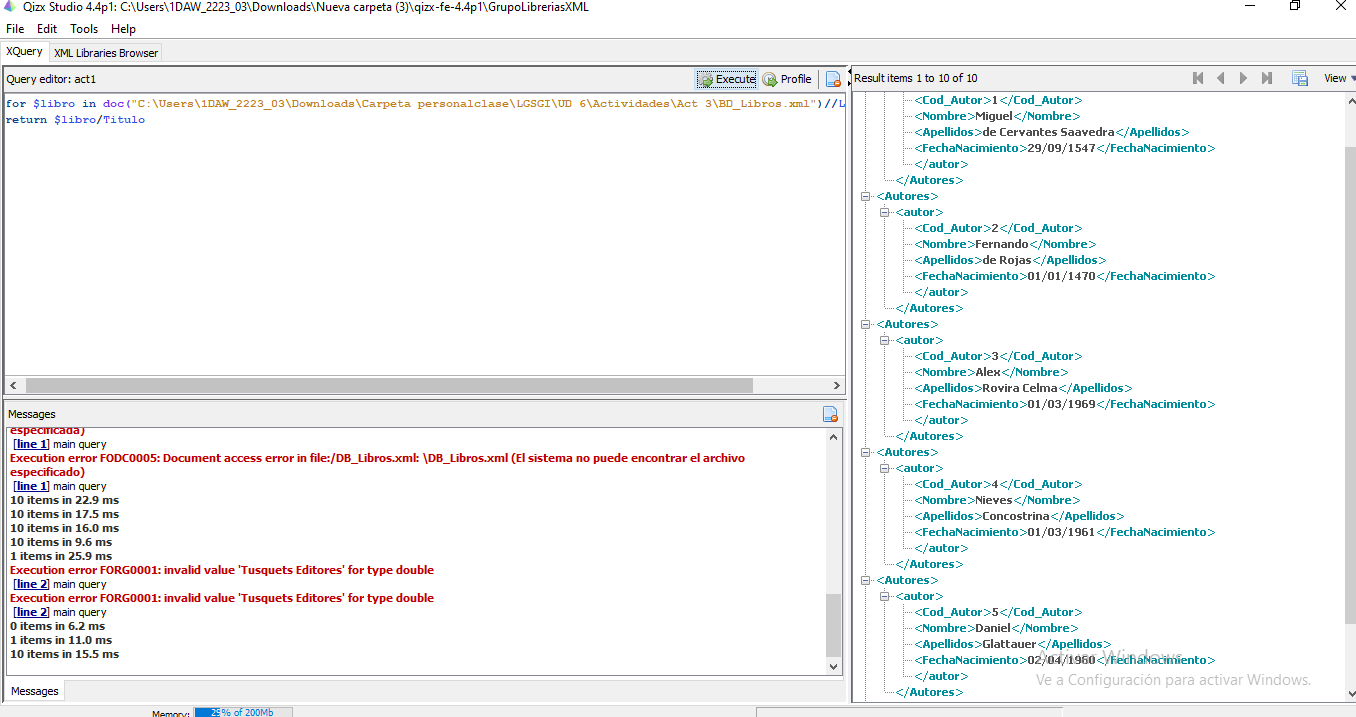 Qizx Studio 4.4p1: C:\Users\1DAW_2223_03\Downloads\Nueva carpeta (3)\qizx-fe-4.4p1\GrupoLibreriasXML
File Edit Tools Help
XQuery XML Libraries Browser
Query editor: act1 Execute Profile
for $libro in doc("C:\Users\1DAW_2223_03\Downloads\Carpeta personalclase\LGSGI\UD 6\Actividades\Act 3\BD_Libros.xml")//L
return $libro/Titulo
Messages
especificada)
[line 1] main query
Execution error FODC0005: Document access error in file:/DB_Libros.xml: \DB_Libros.xml (El sistema no puede encontrar el archivo
especificado)
[line 1] main query
10 items in 22.9 ms
10 items in 17.5 ms
10 items in 16.0 ms
10 items in 9.6 ms
1 items in 25.9 ms
Execution error FORG0001: invalid value 'Tusquets Editores' for type double
[line 2] main query
Execution error FORG0001: invalid value 'Tusquets Editores' for type double
[line 2] main query
0 items in 6.2 ms
1 items in 11.0 ms
10 items in 15.5 ms
Messages
Memory: 25% of 200Mb
Result items 1 to 10 of 10 View
<Cod_Autor>1</Cod_Autor>
<Nombre>Miguel</Nombre>
<Apellidos>de Cervantes Saavedra</Apellidos>
<FechaNacimiento>29/09/1547</FechaNacimiento>
</autor>
</Autores>
<Autores>
<autor>
<Cod_Autor>2</Cod_Autor>
<Nombre>Fernando</Nombre>
<Apellidos>de Rojas</Apellidos>
<FechaNacimiento>01/01/1470</FechaNacimiento>
</autor>
</Autores>
<Autores>
<autor>
<Cod_Autor>3</Cod_Autor>
<Nombre>Alex</Nombre>
<Apellidos>Rovira Celma</Apellidos>
<FechaNacimiento>01/03/1969</FechaNacimiento>
</autor>
</Autores>
<Autores>
<autor>
<Cod_Autor>4</Cod_Autor>
<Nombre>Nieves</Nombre>
<Apellidos>Concostrina</Apellidos>
<FechaNacimiento>01/03/1961</FechaNacimiento>
</autor>
</Autores>
<Autores>
<autor>
<Cod_Autor>5</Cod_Autor>
<Nombre>Daniel</Nombre>
<Apellidos>Glattauer</Apellidos>
<FechaNacimiento>02/04/1960</FechaNacimiento>
</autor>
</Autores>
Activar Windows
Ve a Configuración para activar Windows.